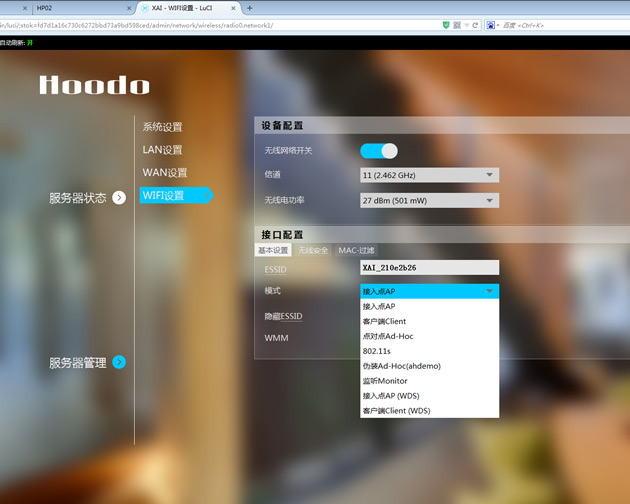 HP02
XAI - WIFI设置 - LuCI
in/luci/;stok=fd7d1a16c730c6272bbd73a9bd598ced/admin/network/wireless/radio0.network1/
百度 <Ctrl+K>
自动刷新: 开
Hoodo
系统设置
LAN设置
WAN设置
WIFI设置
服务器状态
服务器管理
设备配置
无线网络开关
信道
11 (2.462 GHz)
无线电功率
27 dBm (501 mW)
接口配置
基本设置 无线安全 MAC-过滤
ESSID
XAI_210e2b26
模式
接入点AP
接入点AP
客户端Client
点对点Ad-Hoc
802.11s
伪装Ad-Hoc(ahdemo)
监听Monitor
接入点AP (WDS)
客户端Client (WDS)
隐藏ESSID
WMM